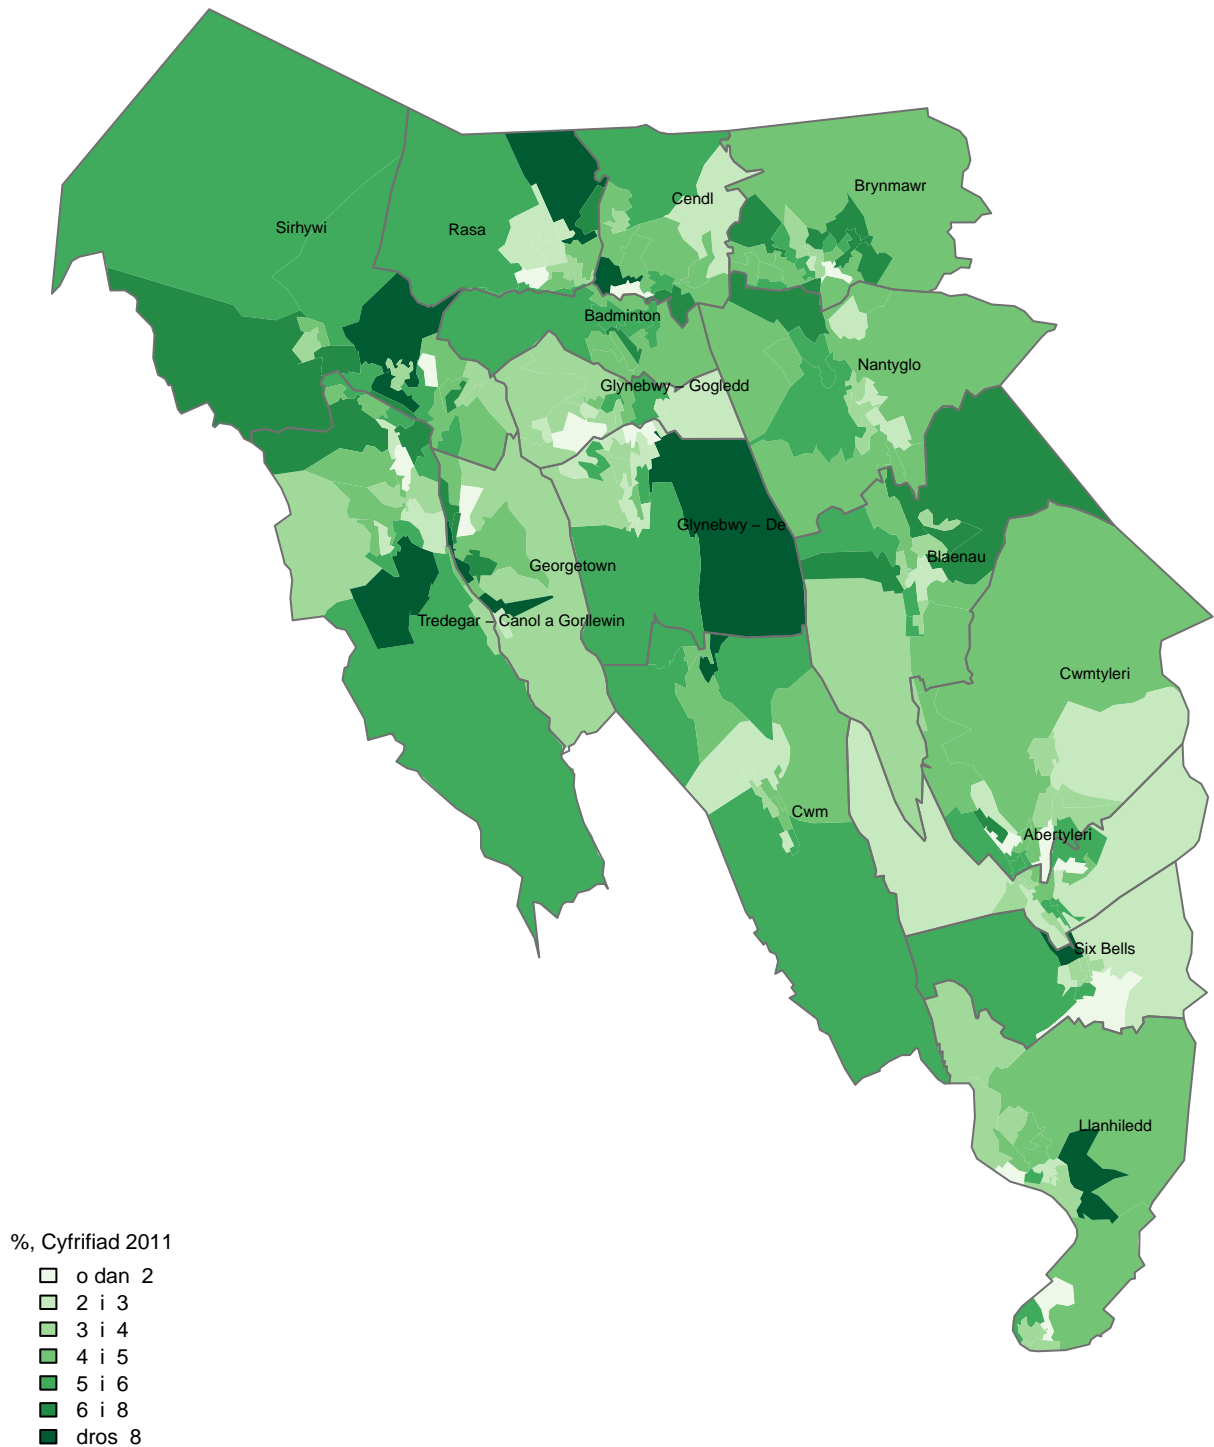 Brynmawr
Cendl
Sirhywi
Rasa
Badminton
Nantyglo
Glynebwy – Gogledd
Glynebwy – De
Blaenau
Georgetown
Tredegar – Canol a Gorllewin
Cwmtyleri
Cwm
Abertyleri
Six Bells
Llanhiledd
%, Cyfrifiad 2011
o dan 2
2 i 3
3 i 4
4 i 5
5 i 6
6 i 8
dros 8